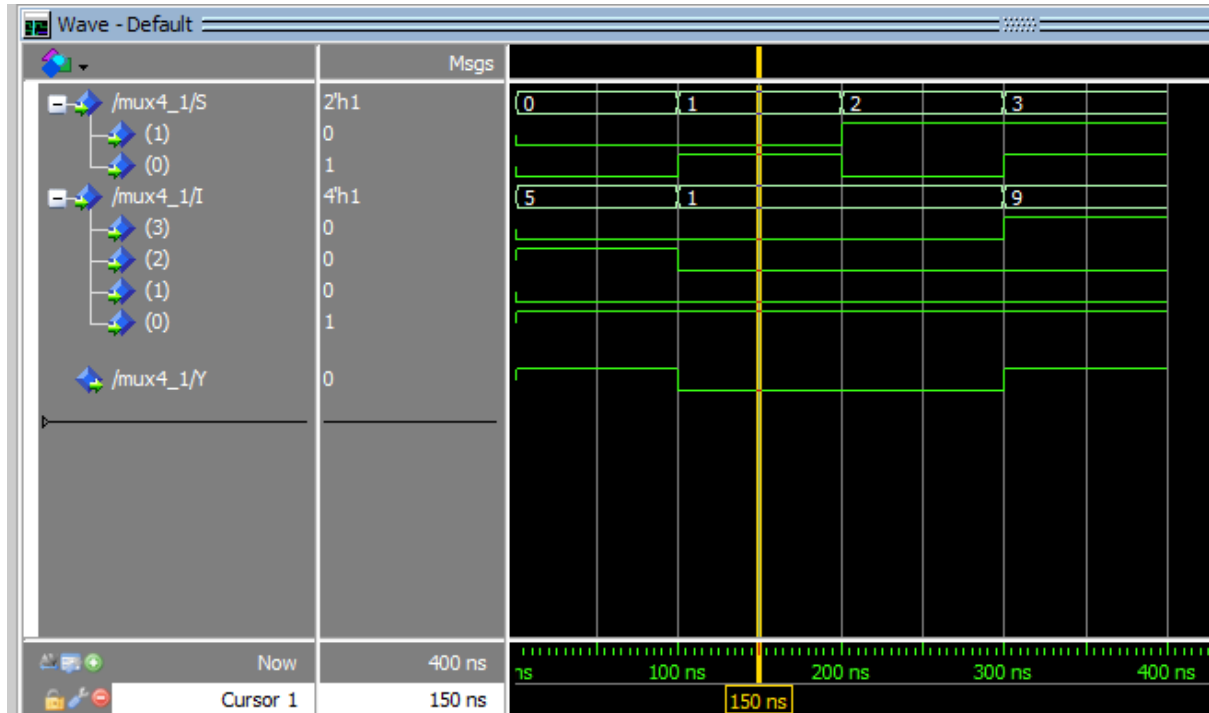 Wave - Default
Msgs
/mux4_1/S 2'h1 0 1 2 3
(1) 0
(0) 1
/mux4_1/I 4'h1 5 1 9
(3) 0
(2) 0
(1) 0
(0) 1
/mux4_1/Y 0
Now 400 ns ns 100 ns 200 ns 300 ns 400 ns
Cursor 1 150 ns 150 ns